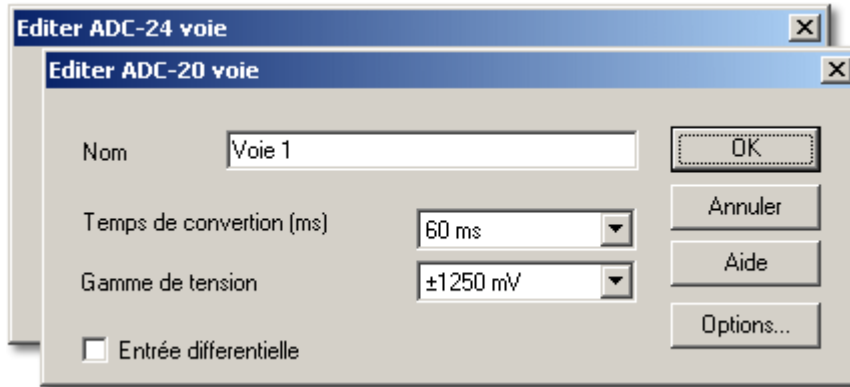 Editer ADC-24 voie
Editer ADC-20 voie
Nom
Voie 1
OK
Temps de convertion (ms)
60 ms
Annuler
Gamme de tension
±1250 mV
Aide
Entrée differentielle
Options...